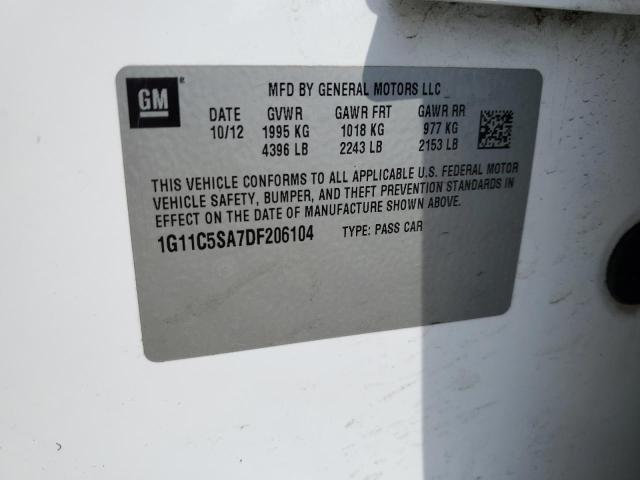 GM
MFD BY GENERAL MOTORS LLC
DATE GVWR GAWR FRT GAWR RR
10/12 1995 KG 1018 KG 977 KG
4396 LB 2243 LB 2153 LB
THIS VEHICLE CONFORMS TO ALL APPLICABLE U.S. FEDERAL MOTOR
VEHICLE SAFETY, BUMPER, AND THEFT PREVENTION STANDARDS IN
EFFECT ON THE DATE OF MANUFACTURE SHOWN ABOVE.
1G11C5SA7DF206104 TYPE: PASS CAR